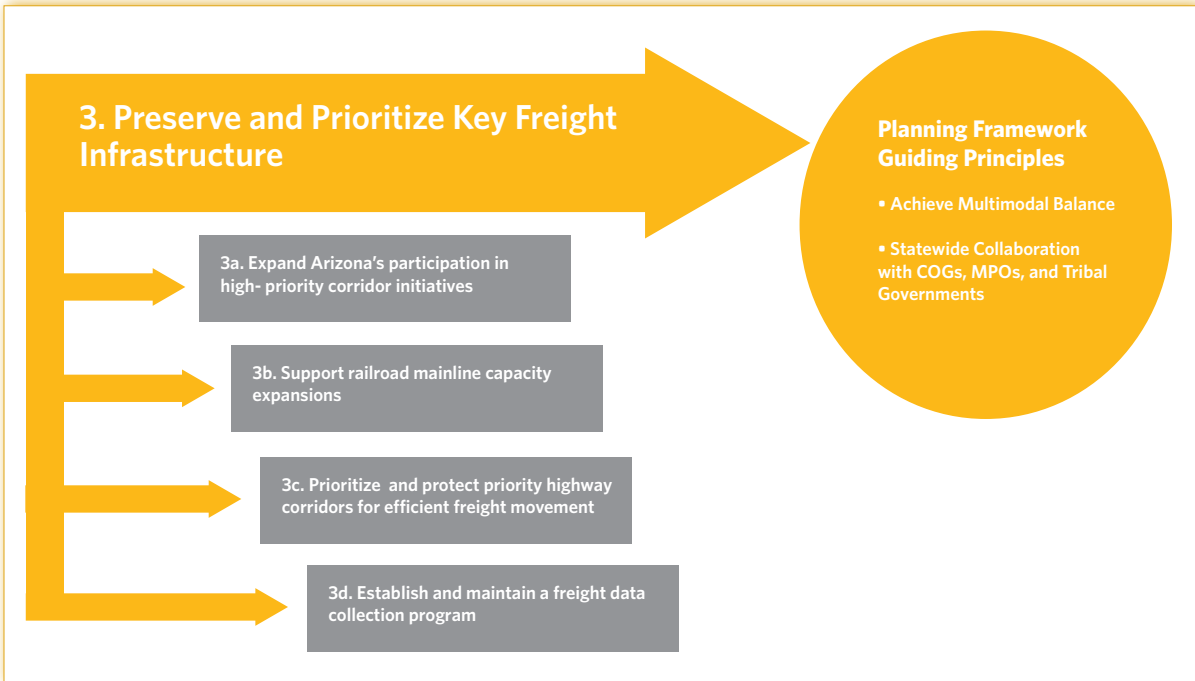 3. Preserve and Prioritize Key Freight
Infrastructure
3a. Expand Arizona's participation in
high- priority corridor initiatives
3b. Support railroad mainline capacity
expansions
3c. Prioritize  and protect priority highway
corridors for efficient freight movement
3d. Establish and maintain a freight data
collection program
Planning Framework
Guiding Principles
• Achieve Multimodal Balance
• Statewide Collaboration
with COGs, MPOs, and Tribal
Governments